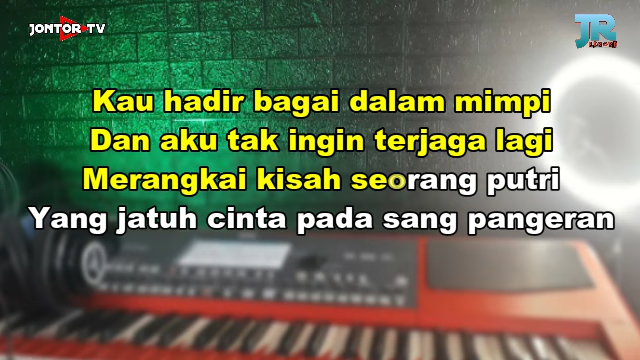 JONTOR TV
JR
Kau hadir bagai dalam mimpi
Dan aku tak ingin terjaga lagi
Merangkai kisah seorang putri
Yang jatuh cinta pada sang pangeran